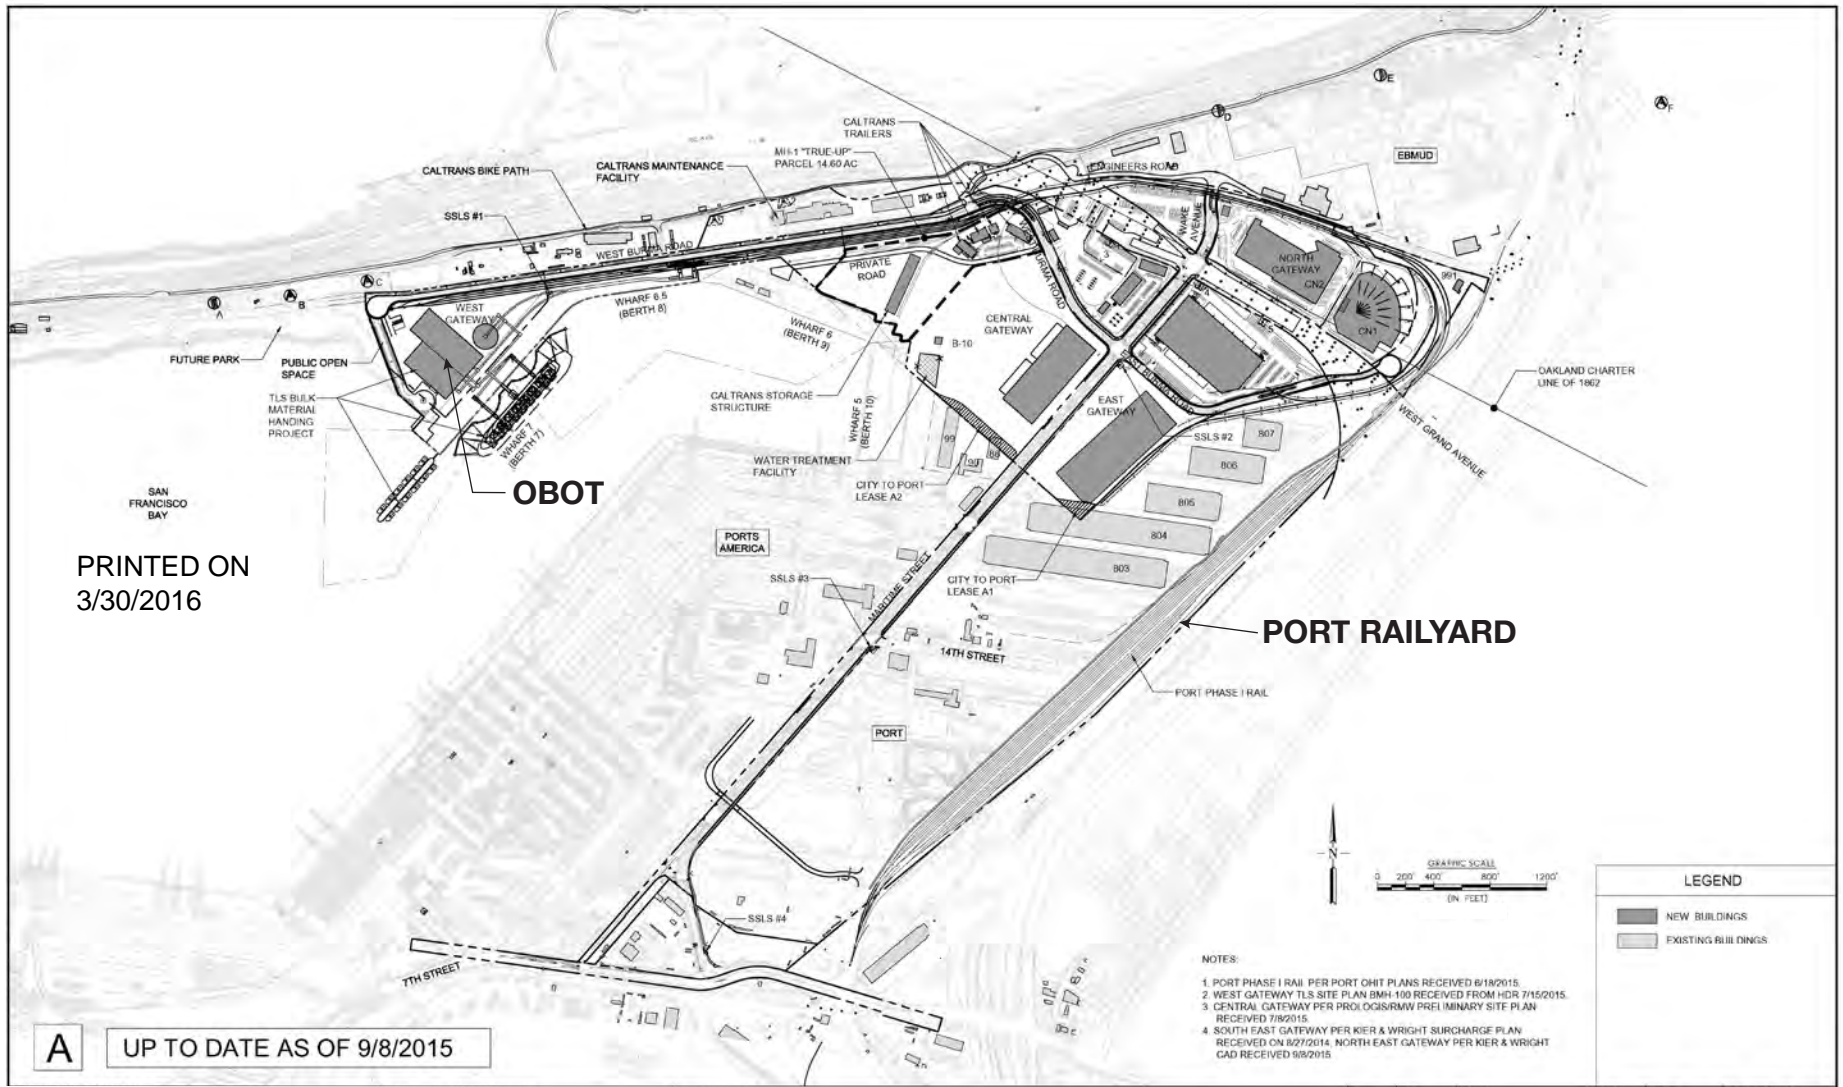 E
F
D
CALTRANS
TRAILERS
MH-1 "TRUE-UP"
PARCEL 14.60 AC
CALTRANS MAINTENANCE
FACILITY
CALTRANS BIKE PATH
SSLS #1
ENGINEERS ROAD
EBMUD
WAKE
AVENUE
WEST BURMA ROAD
PRIVATE
ROAD
NORTH
GATEWAY
CN2
CN1
991
A
B
C
WEST
GATEWAY
WHARF 6.5
(BERTH 8)
WHARF 6
(BERTH 9)
CENTRAL
GATEWAY
B-10
FUTURE PARK
PUBLIC OPEN
SPACE
TLS BULK
MATERIAL
HANDING
PROJECT
WHARF 7
(BERTH 7)
CALTRANS STORAGE
STRUCTURE
WHARF 5
(BERTH 10)
EAST
GATEWAY
OAKLAND CHARTER
LINE OF 1862
WEST GRAND AVENUE
SSLS #2
807
806
805
804
803
99
90
WATER TREATMENT
FACILITY
CITY TO PORT
LEASE A2
SAN
FRANCISCO
BAY
OBOT
PORTS
AMERICA
PRINTED ON
3/30/2016
SSLS #3
MARITIME STREET
CITY TO PORT
LEASE A1
14TH STREET
PORT RAILYARD
PORT PHASE I RAIL
PORT
N
GRAPHIC SCALE
0 200' 400' 800' 1200'
(IN FEET)
LEGEND
NEW BUILDINGS
EXISTING BUILDINGS
SSLS #4
7TH STREET
NOTES:
1. PORT PHASE I RAIL PER PORT OHIT PLANS RECEIVED 6/18/2015.
2. WEST GATEWAY TLS SITE PLAN BMH-100 RECEIVED FROM HDR 7/15/2015.
3. CENTRAL GATEWAY PER PROLOGIS/RMW PRELIMINARY SITE PLAN
RECEIVED 7/8/2015.
4. SOUTH EAST GATEWAY PER KIER & WRIGHT SURCHARGE PLAN
RECEIVED ON 8/27/2014, NORTH EAST GATEWAY PER KIER & WRIGHT
CAD RECEIVED 9/8/2015
A
UP TO DATE AS OF 9/8/2015